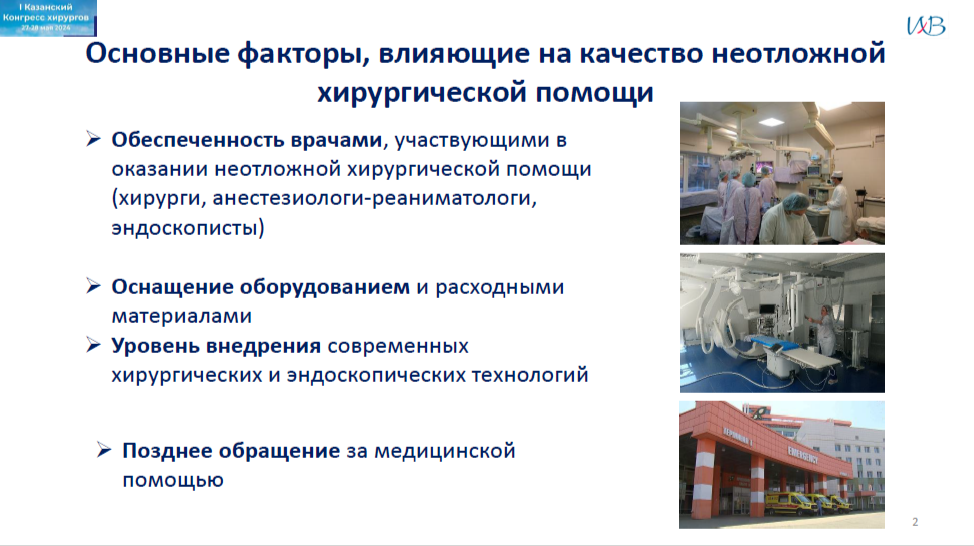 I Казанский
Конгресс хирургов
27-28 мая 2024
Основные факторы, влияющие на качество неотложной
хирургической помощи
➢ Обеспеченность врачами, участвующими в
оказании неотложной хирургической помощи
(хирурги, анестезиологи-реаниматологи,
эндоскописты)
➢ Оснащение оборудованием и расходными
материалами
➢ Уровень внедрения современных
хирургических и эндоскопических технологий
➢ Позднее обращение за медицинской
помощью
EMERGENCY
2